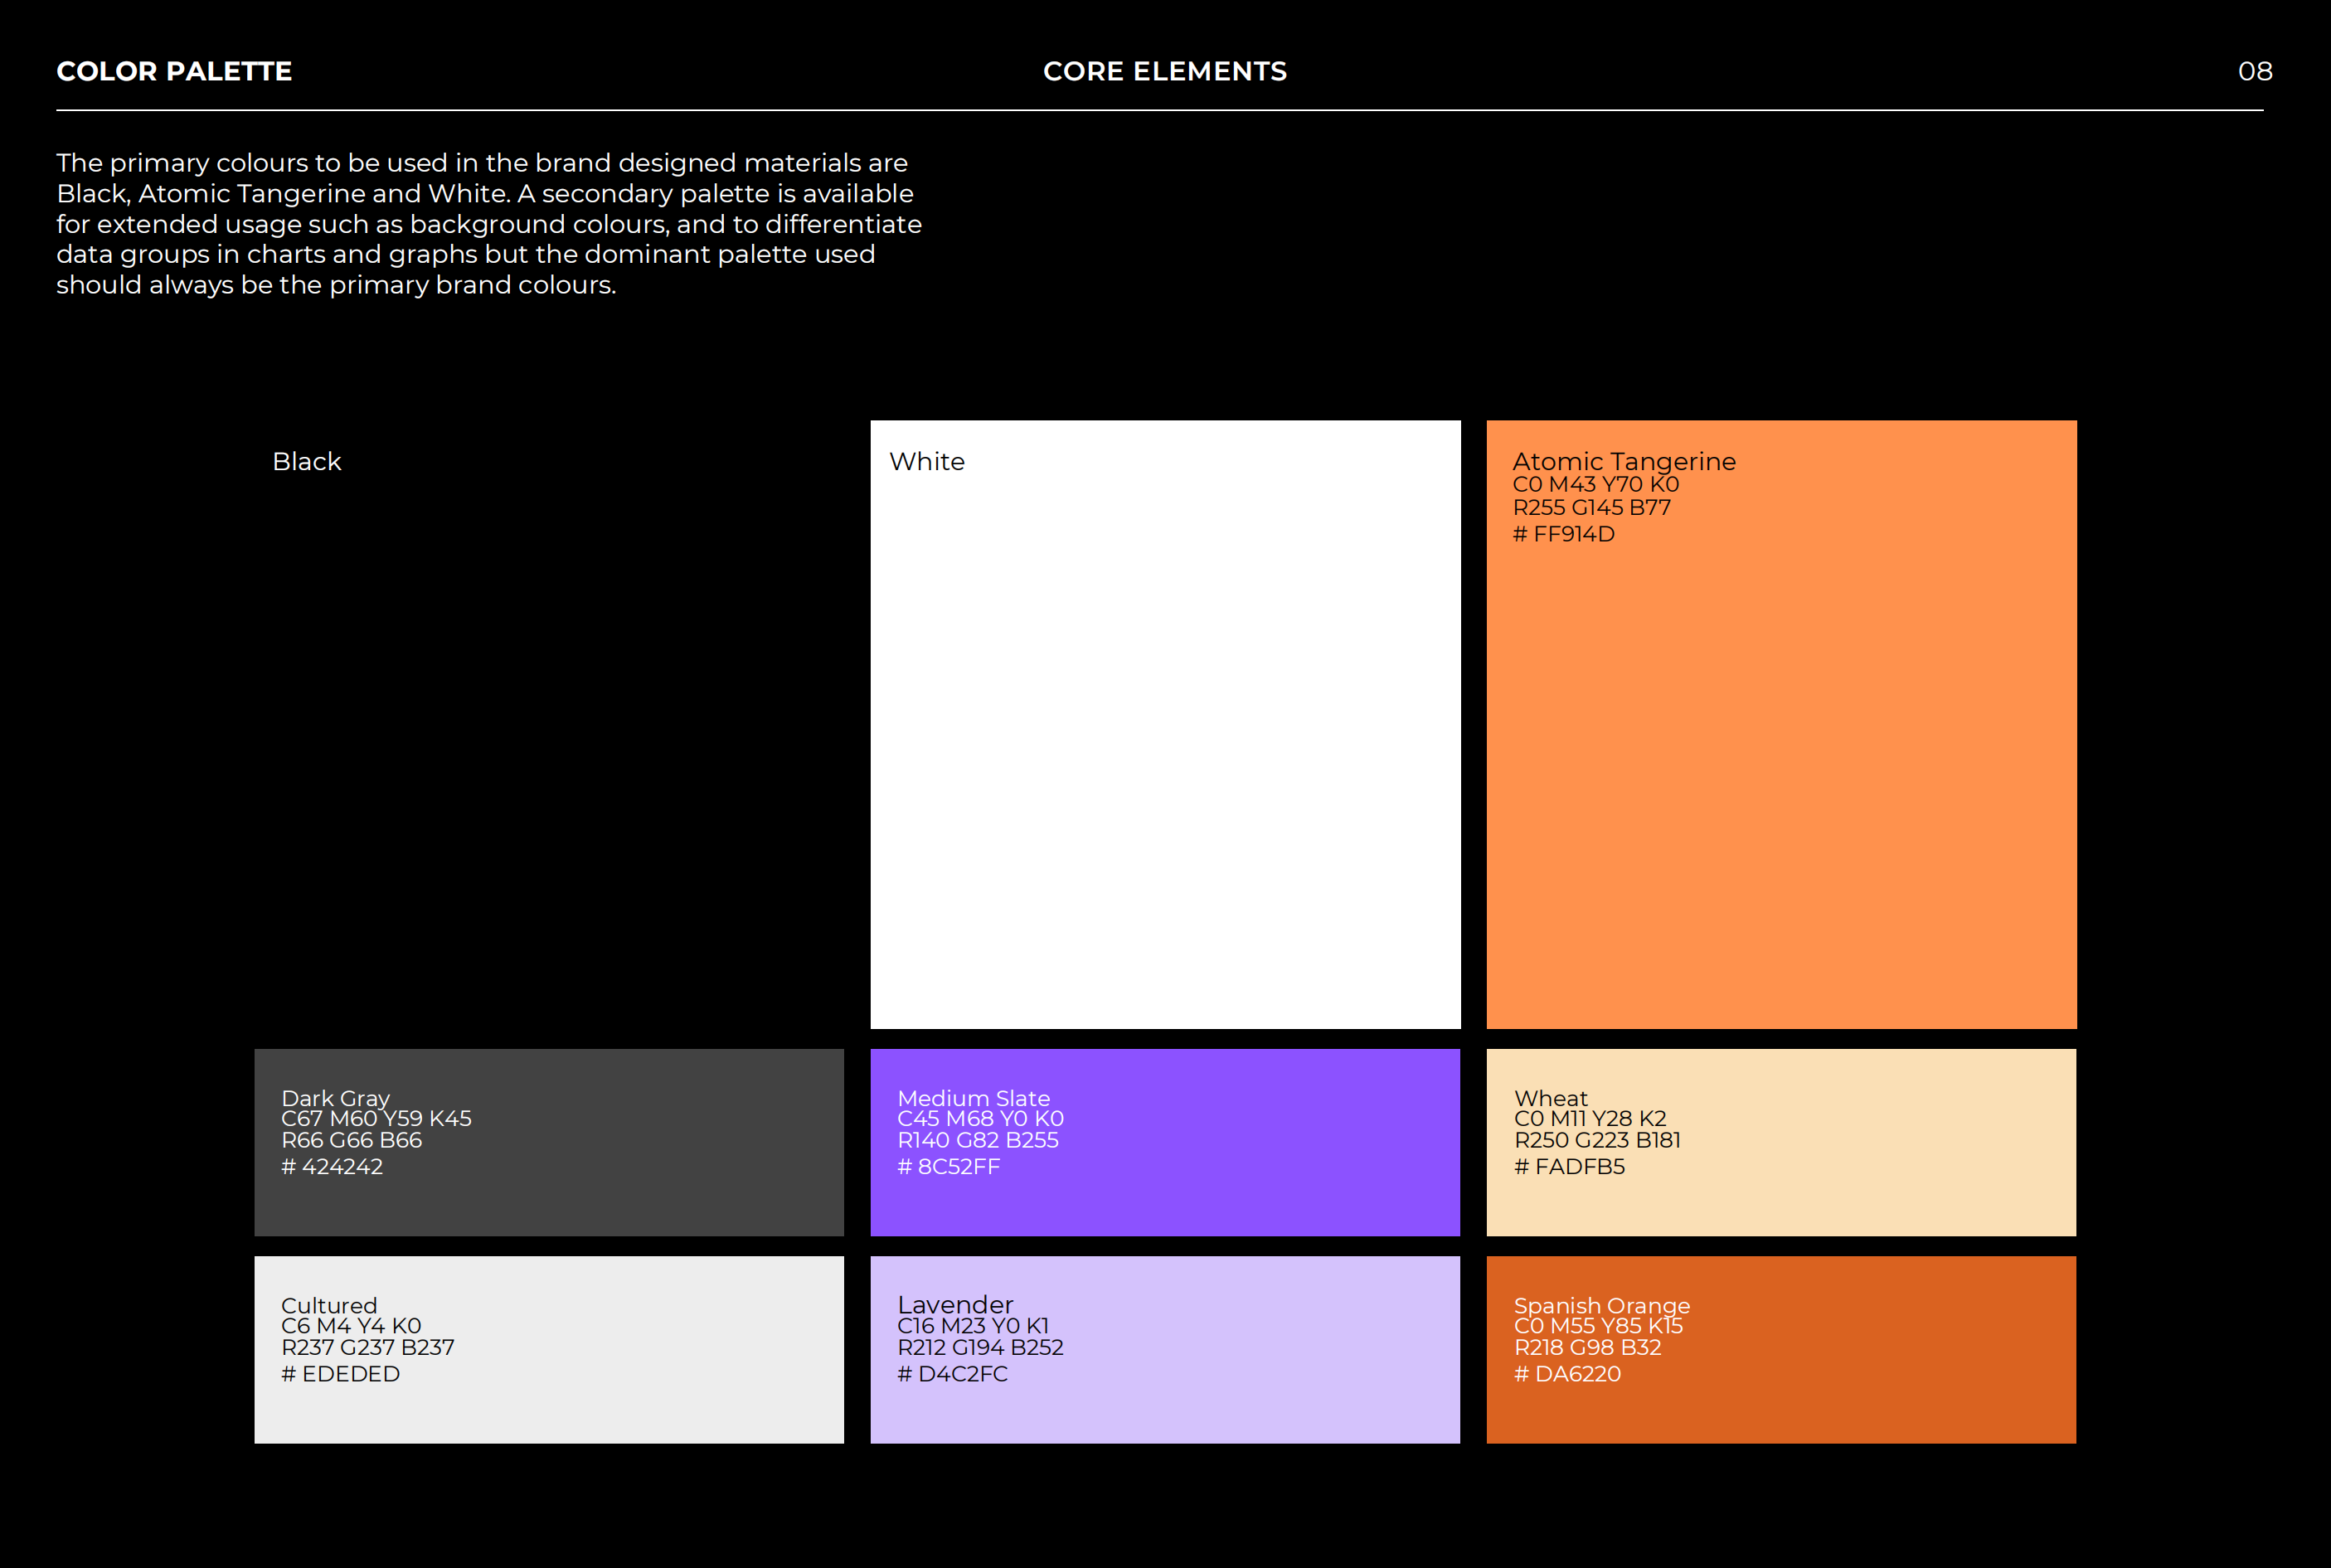 COLOR PALETTE
CORE ELEMENTS
08
The primary colours to be used in the brand designed materials are
Black, Atomic Tangerine and White. A secondary palette is available
for extended usage such as background colours, and to differentiate
data groups in charts and graphs but the dominant palette used
should always be the primary brand colours.
Black
White
Atomic Tangerine
C0 M43 Y70 K0
R255 G145 B77
# FF914D
Dark Gray
C67 M60 Y59 K45
R66 G66 B66
# 424242
Medium Slate
C45 M68 Y0 K0
R140 G82 B255
# 8C52FF
Wheat
C0 M11 Y28 K2
R250 G223 B181
# FADFB5
Cultured
C6 M4 Y4 K0
R237 G237 B237
# EDEDED
Lavender
C16 M23 Y0 K1
R212 G194 B252
# D4C2FC
Spanish Orange
C0 M55 Y85 K15
R218 G98 B32
# DA6220